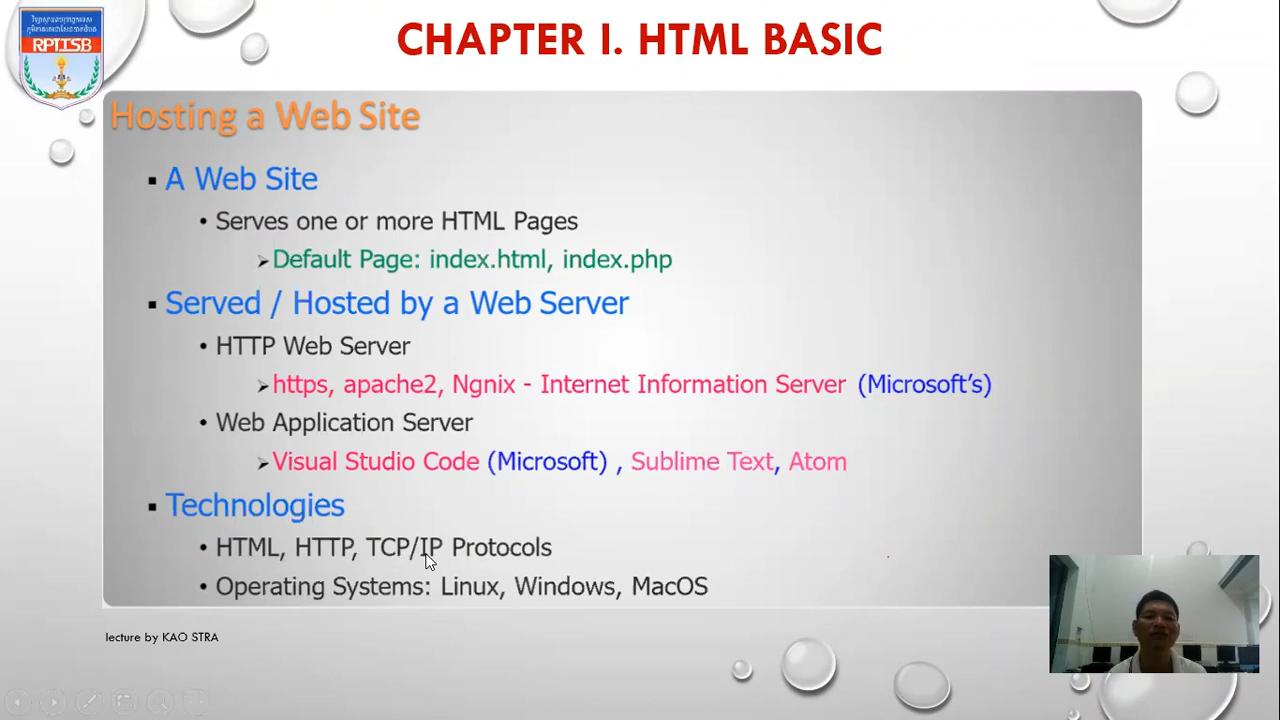 CHAPTER I. HTML BASIC
RPITSB
Hosting a Web Site
A Web Site
Serves one or more HTML Pages
Default Page: index.html, index.php
Served / Hosted by a Web Server
HTTP Web Server
https, apache2, Ngnix - Internet Information Server (Microsoft's)
Web Application Server
Visual Studio Code (Microsoft) , Sublime Text, Atom
Technologies
HTML, HTTP, TCP/IP Protocols
Operating Systems: Linux, Windows, MacOS
lecture by KAO STRA